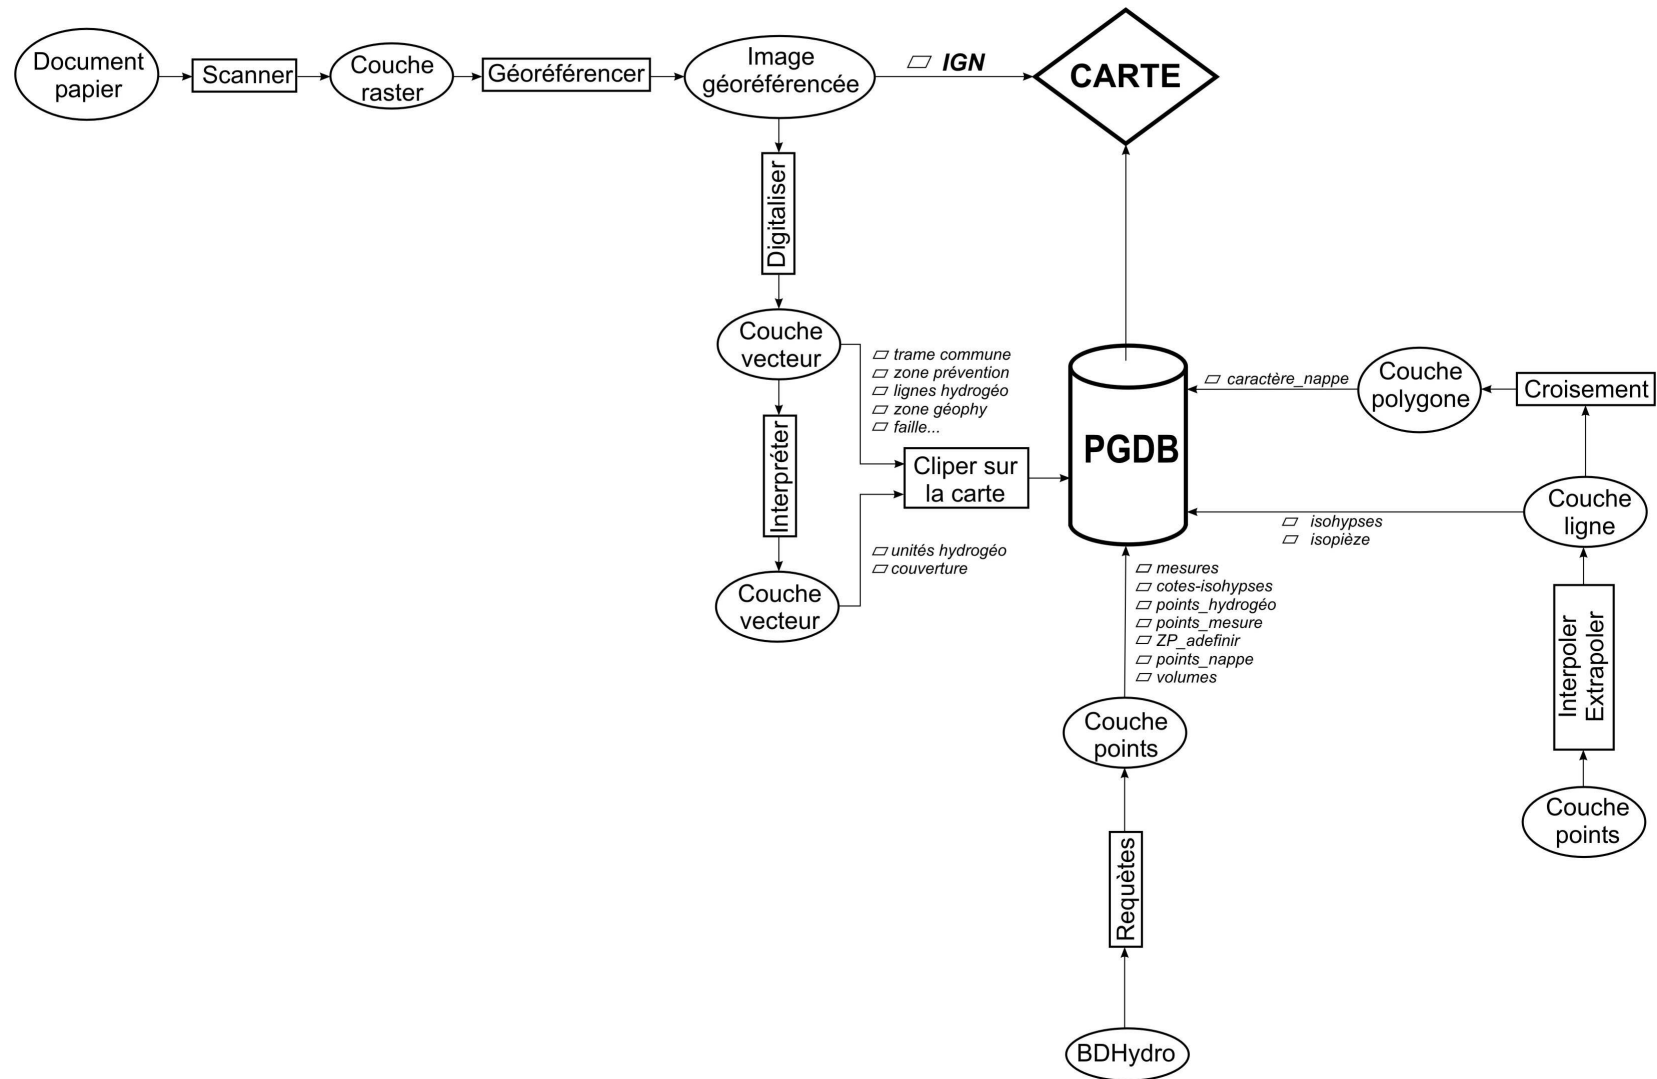 Document
papier
Scanner
Couche
raster
Géoréférencer
Image
géoréférencée
IGN
CARTE
Digitaliser
Couche
vecteur
trame commune
zone prévention
lignes hydrogéo
zone géophy
faille...
Interpréter
Cliper sur
la carte
unités hydrogéo
couverture
Couche
vecteur
PGDB
caractère_nappe
Couche
polygone
Croisement
isohypses
isopièze
Couche
ligne
Interpoler
Extrapoler
Couche
points
mesures
cotes-isohypses
points_hydrogéo
points_mesure
ZP_adefinir
points_nappe
volumes
Couche
points
Requètes
BDHydro